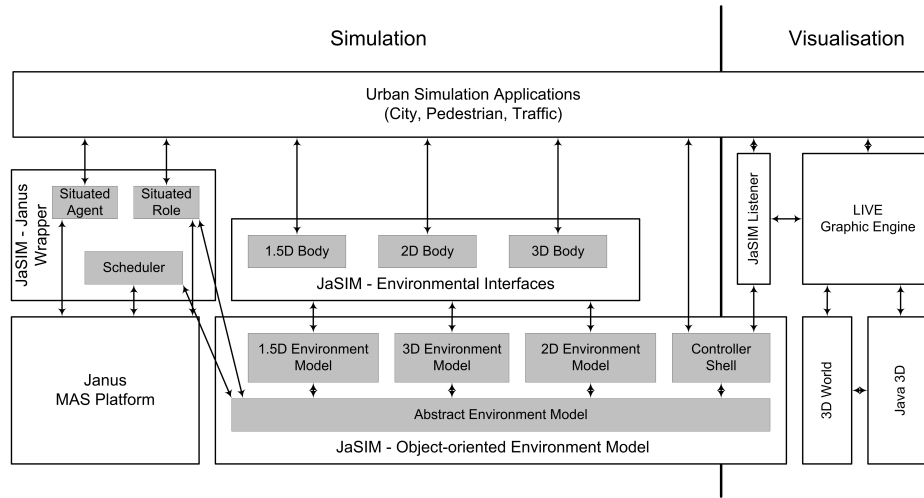 Simulation
Visualisation
Urban Simulation Applications
(City, Pedestrian, Traffic)
JaSIM - Janus
Wrapper
Situated
Agent
Situated
Role
Scheduler
1.5D Body
2D Body
3D Body
JaSIM - Environmental Interfaces
JaSIM Listener
LIVE
Graphic Engine
Janus
MAS Platform
1.5D Environment
Model
3D Environment
Model
2D Environment
Model
Controller
Shell
Abstract Environment Model
JaSIM - Object-oriented Environment Model
3D World
Java 3D